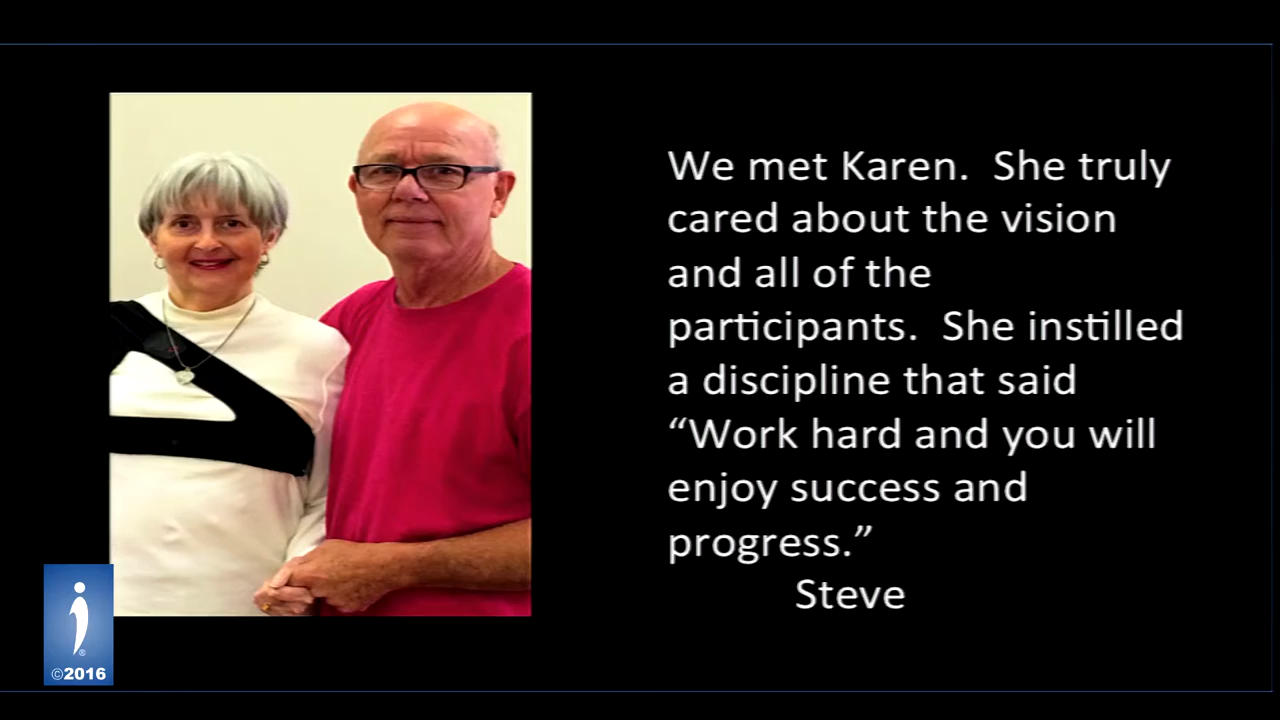 We met Karen.  She truly
cared about the vision
and all of the
participants.  She instilled
a discipline that said
“Work hard and you will
enjoy success and
progress.”
Steve
®
©2016